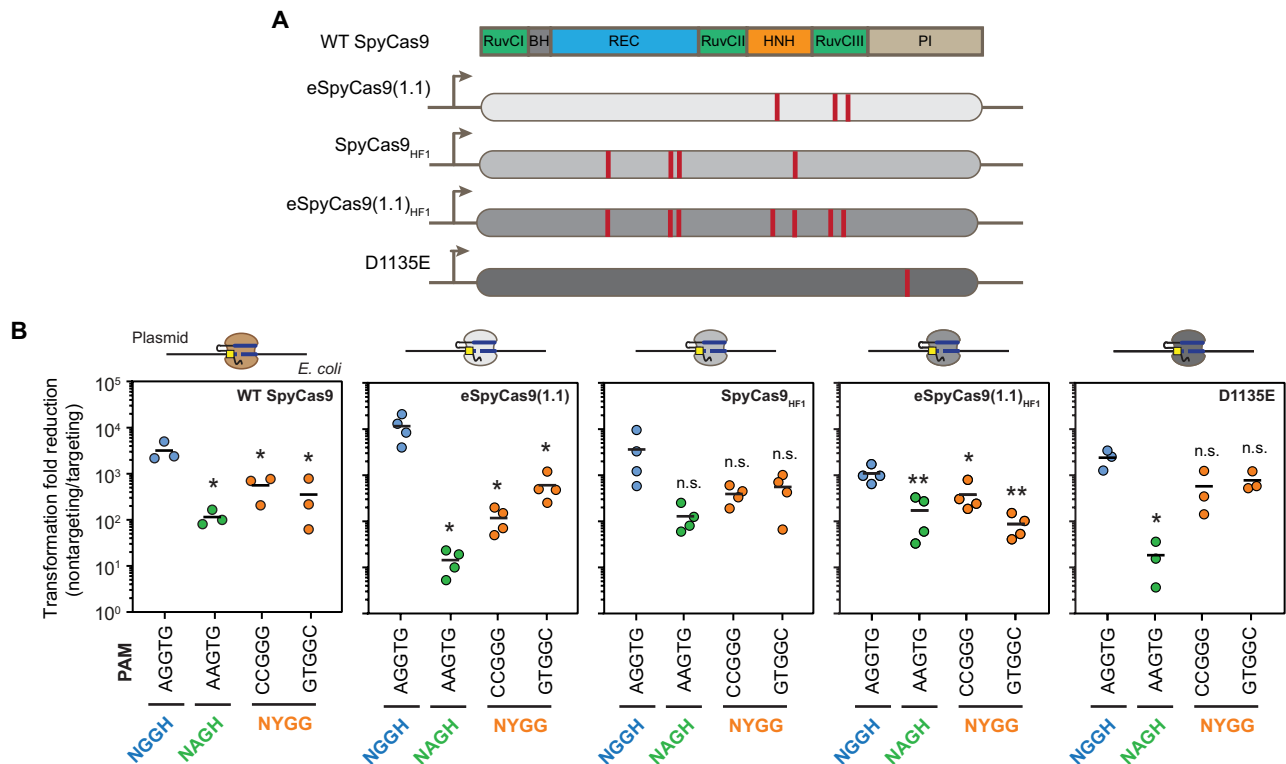 A
WT SpyCas9
RuvCI BH REC RuvCII HNH RuvCIII PI
eSpyCas9(1.1)
SpyCas9HF1
eSpyCas9(1.1)HF1
D1135E
B
Plasmid
E. coli
Transformation fold reduction
(nontargeting/targeting)
10^5
10^4
10^3
10^2
10^1
10^0
WT SpyCas9
* * *
eSpyCas9(1.1)
* * *
SpyCas9HF1
n.s. n.s. n.s.
eSpyCas9(1.1)HF1
** * **
D1135E
* n.s. n.s.
PAM
AGGTG AAGTG CCGGG GTGGC
AGGTG AAGTG CCGGG GTGGC
AGGTG AAGTG CCGGG GTGGC
AGGTG AAGTG CCGGG GTGGC
AGGTG AAGTG CCGGG GTGGC
NGGH NAGH NYGG
NGGH NAGH NYGG
NGGH NAGH NYGG
NGGH NAGH NYGG
NGGH NAGH NYGG